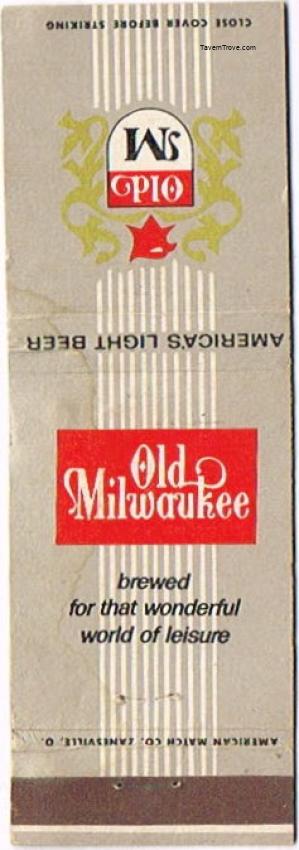 CLOSE COVER BEFORE STRIKING
TavernTrove.com
M
Old
AMERICA'S LIGHT BEER
Old
Milwaukee
brewed
for that wonderful
world of leisure
AMERICAN MATCH CO. ZANESVILLE, O.